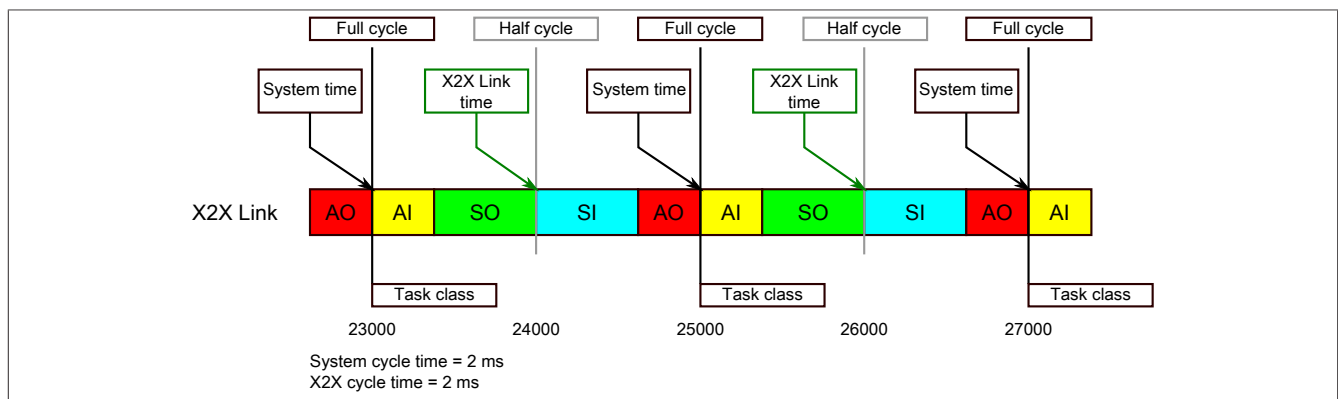 Full cycle
Half cycle
Full cycle
Half cycle
Full cycle
System time
X2X Link
time
System time
X2X Link
time
System time
X2X Link
AO
AI
SO
SI
AO
AI
SO
SI
AO
AI
Task class
Task class
Task class
23000
24000
25000
26000
27000
System cycle time = 2 ms
X2X cycle time = 2 ms